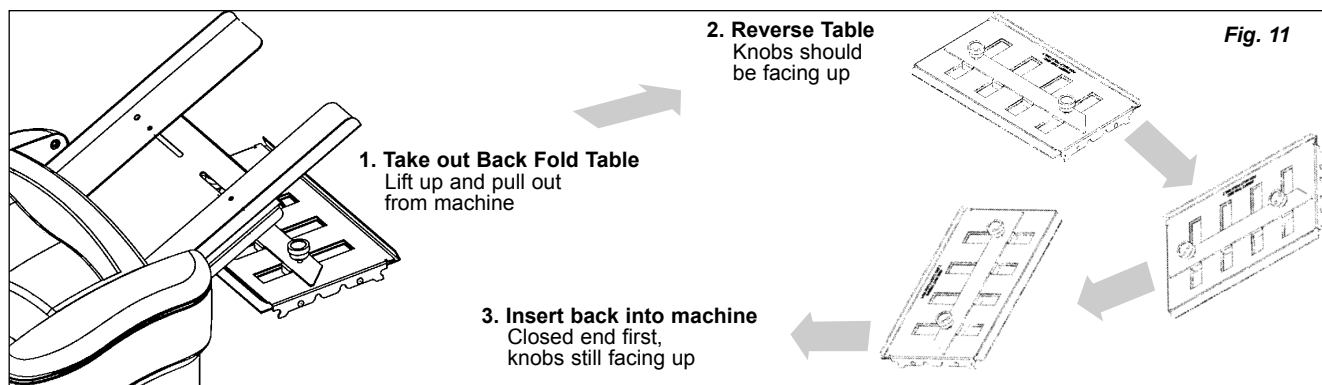 1. Take out Back Fold Table
Lift up and pull out
from machine
2. Reverse Table
Knobs should
be facing up
Fig. 11
3. Insert back into machine
Closed end first,
knobs still facing up